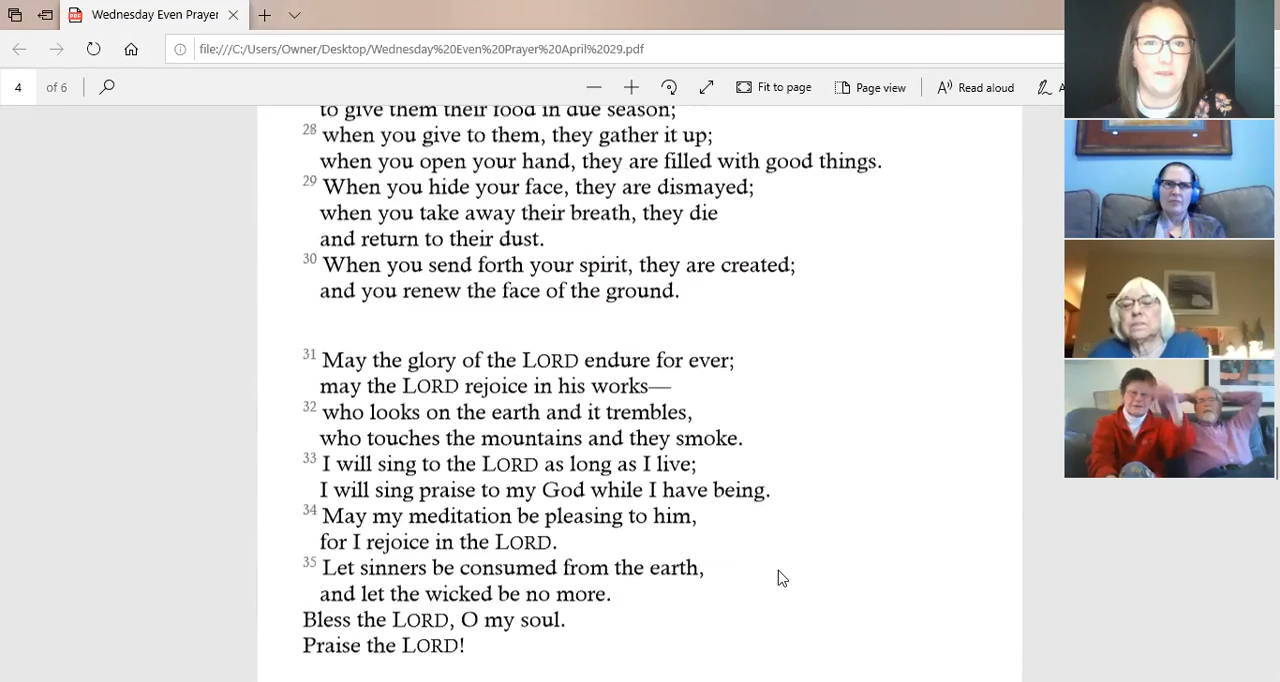 Wednesday Even Prayer
file:///C:/Users/Owner/Desktop/Wednesday%20Even%20Prayer%20April%2029.pdf
4 of 6
Fit to page
Page view
Read aloud
to give them their food in due season;
28 when you give to them, they gather it up;
when you open your hand, they are filled with good things.
29 When you hide your face, they are dismayed;
when you take away their breath, they die
and return to their dust.
30 When you send forth your spirit, they are created;
and you renew the face of the ground.
31 May the glory of the LORD endure for ever;
may the LORD rejoice in his works—
32 who looks on the earth and it trembles,
who touches the mountains and they smoke.
33 I will sing to the LORD as long as I live;
I will sing praise to my God while I have being.
34 May my meditation be pleasing to him,
for I rejoice in the LORD.
35 Let sinners be consumed from the earth,
and let the wicked be no more.
Bless the LORD, O my soul.
Praise the LORD!